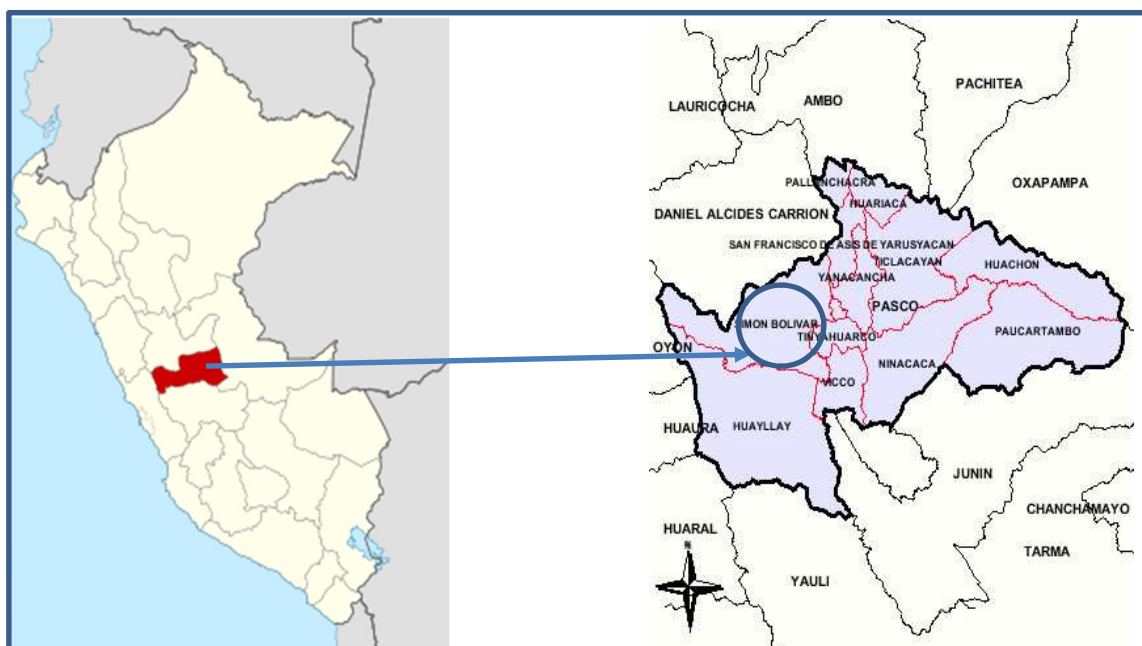 PACHITEA
LAURICOCHA
AMBO
PALLANCHACRA
OXAPAMPA
HUARIACA
DANIEL ALCIDES CARRION
SAN FRANCISCO DE ASIS DE YARUSYACAN
TICLACAYAN
HUACHON
YANACANCHA
PASCO
SIMON BOLIVAR
PAUCARTAMBO
TINYAHUARCO
OYON
NINACACA
VICCO
HUAURA
HUAYLLAY
JUNIN
CHANCHAMAYO
HUARAL
N
TARMA
YAULI